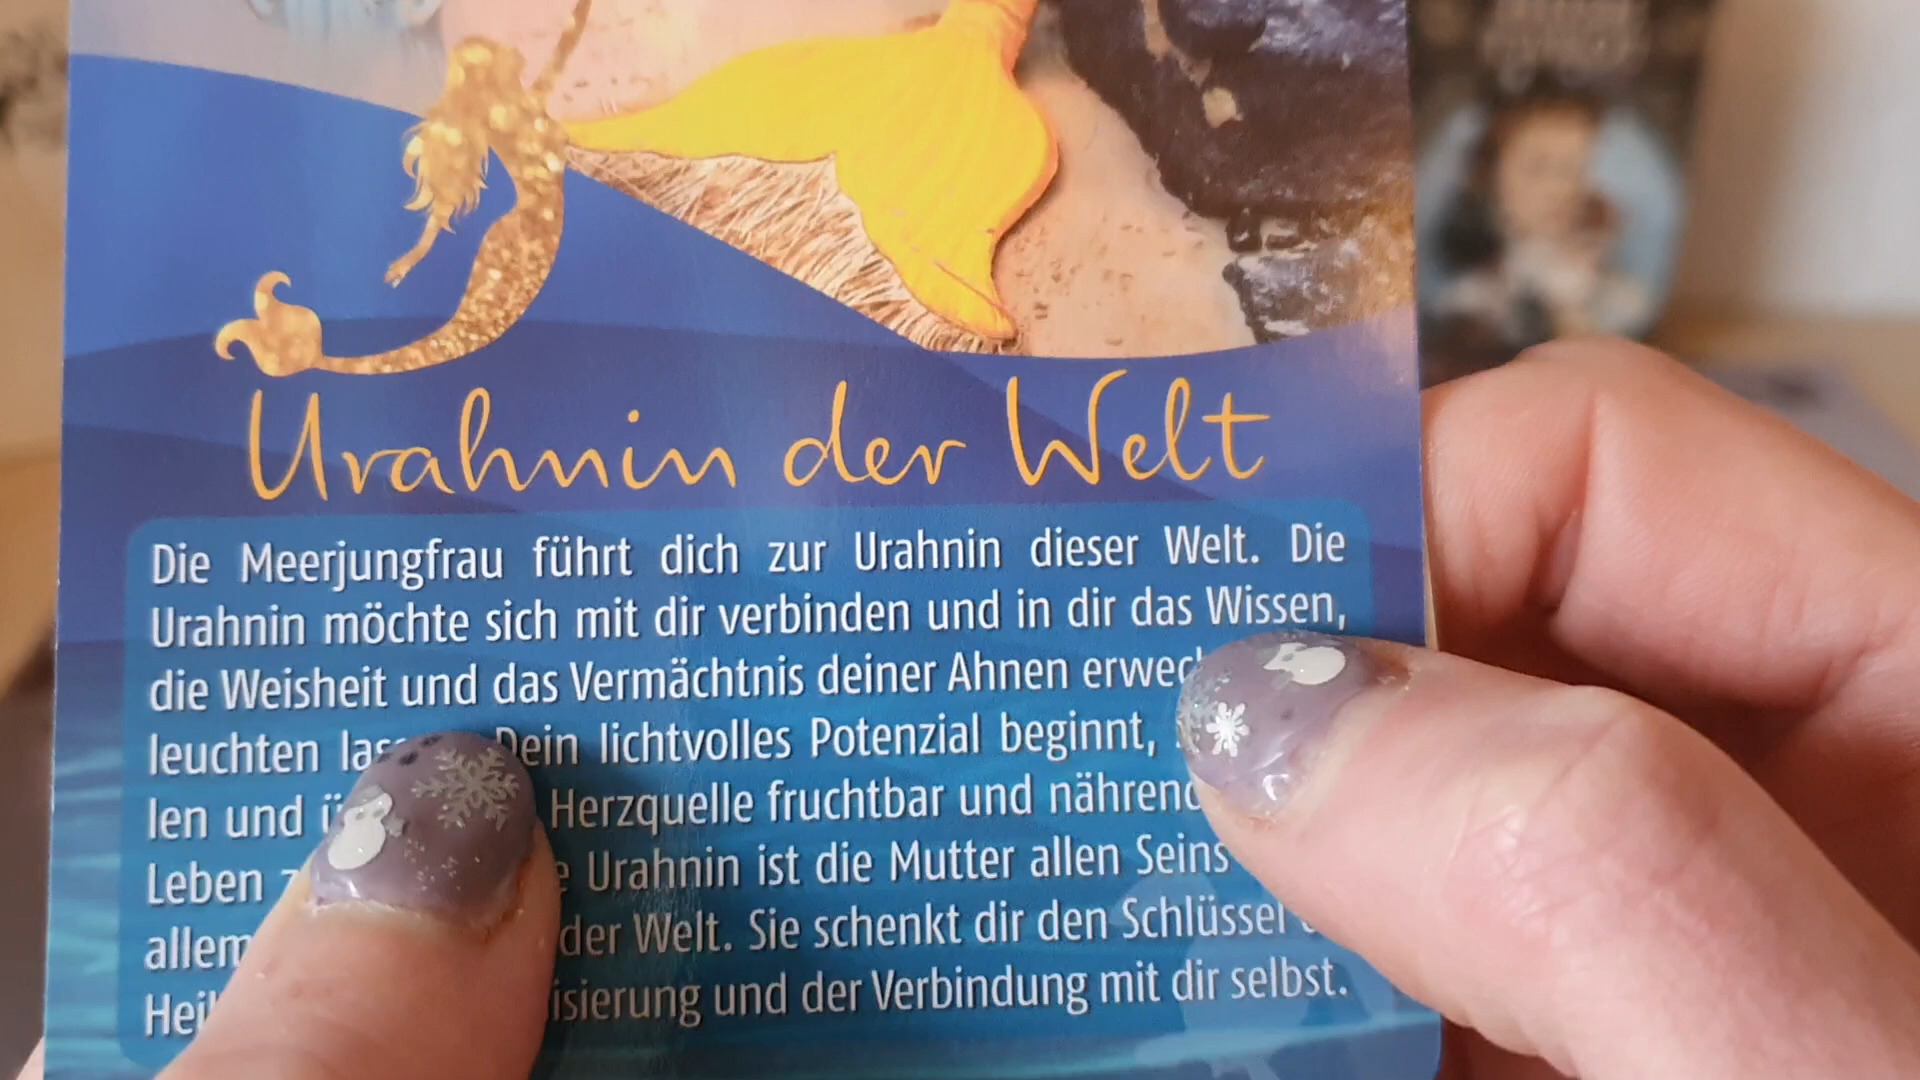 Urahnin der Welt
Die Meerjungfrau führt dich zur Urahnin dieser Welt. Die
Urahnin möchte sich mit dir verbinden und in dir das Wissen,
die Weisheit und das Vermächtnis deiner Ahnen
leuchten Dein lichtvolles Potenzial beginnt,
len und Herzquelle fruchtbar und
Leben Urahnin ist die Mutter allen Seins
allem der Welt. Sie schenkt dir den Schlüssel
und der Verbindung mit dir selbst.